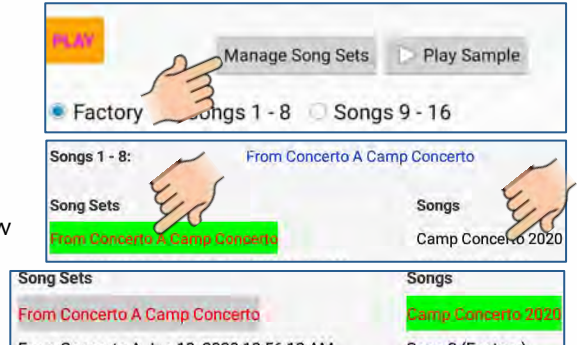 PLAY
Manage Song Sets Play Sample
Factory ongs 1 - 8 Songs 9 - 16
Songs 1 - 8: From Concerto A Camp Concerto
Song Sets Songs
From Concerto A Camp Concerto Camp Concerto 2020
w
Song Sets Songs
From Concerto A Camp Concerto Camp Concerto 2020